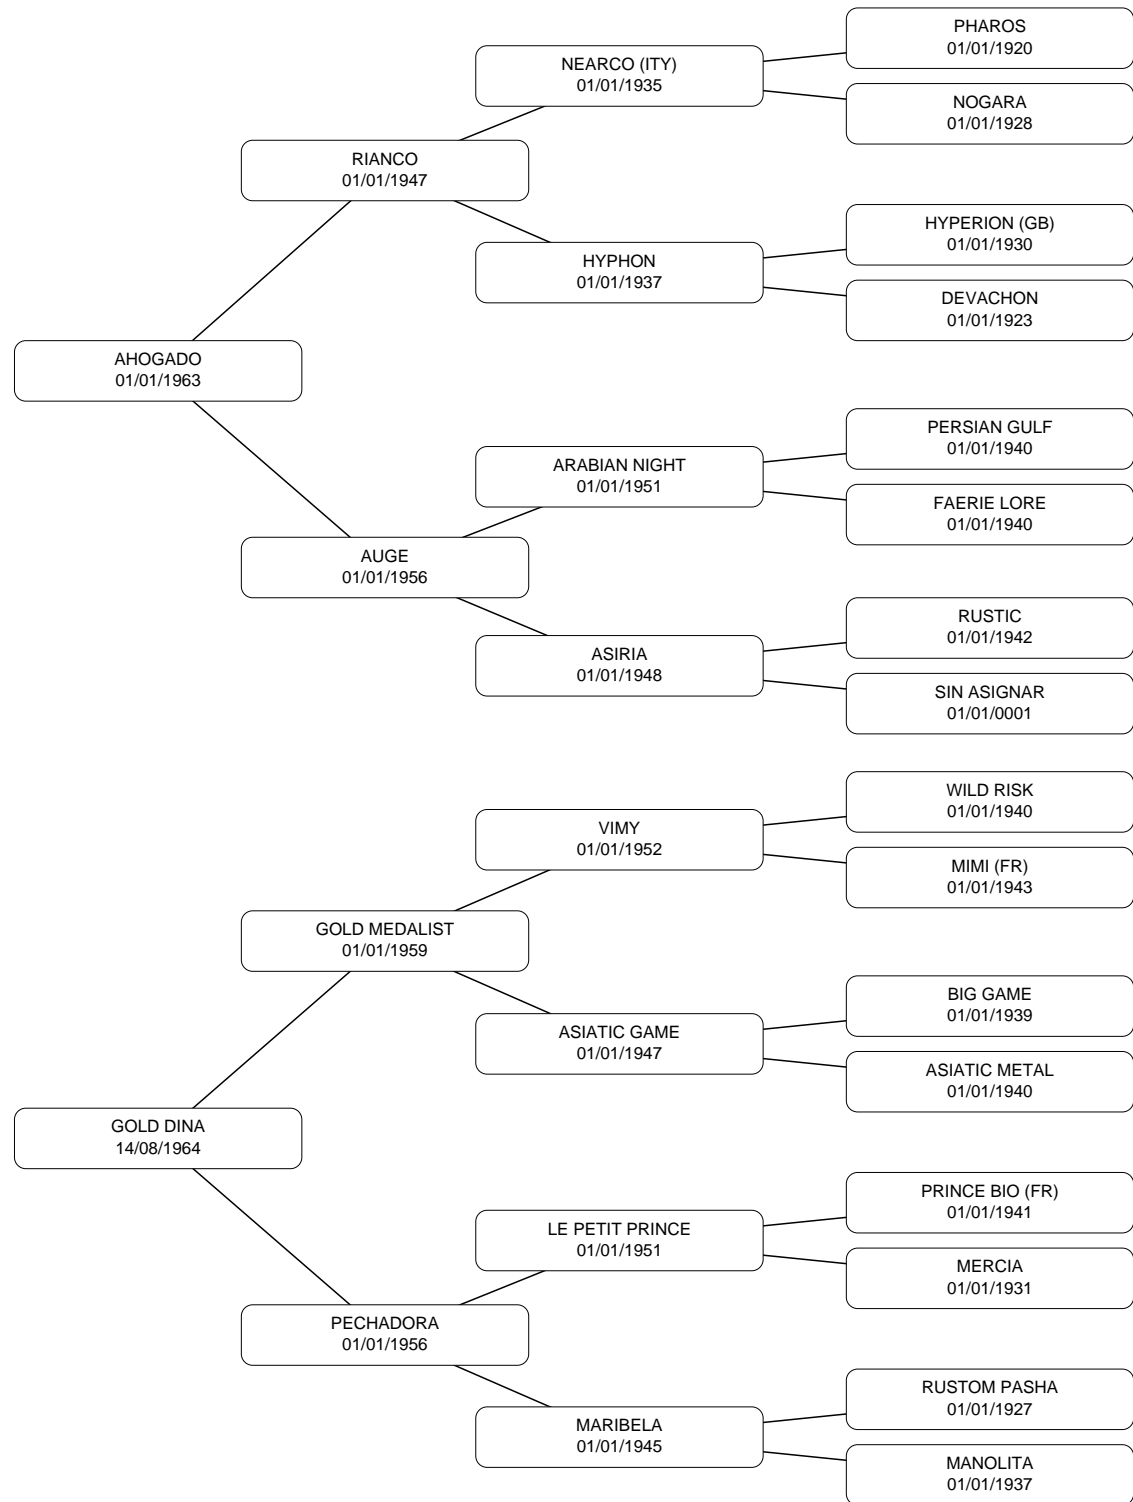 PHAROS
01/01/1920
NEARCO (ITY)
01/01/1935
NOGARA
01/01/1928
RIANCO
01/01/1947
HYPERION (GB)
01/01/1930
HYPHON
01/01/1937
DEVACHON
01/01/1923
AHOGADO
01/01/1963
PERSIAN GULF
01/01/1940
ARABIAN NIGHT
01/01/1951
FAERIE LORE
01/01/1940
AUGE
01/01/1956
RUSTIC
01/01/1942
ASIRIA
01/01/1948
SIN ASIGNAR
01/01/0001
WILD RISK
01/01/1940
VIMY
01/01/1952
MIMI (FR)
01/01/1943
GOLD MEDALIST
01/01/1959
BIG GAME
01/01/1939
ASIATIC GAME
01/01/1947
ASIATIC METAL
01/01/1940
GOLD DINA
14/08/1964
PRINCE BIO (FR)
01/01/1941
LE PETIT PRINCE
01/01/1951
MERCIA
01/01/1931
PECHADORA
01/01/1956
RUSTOM PASHA
01/01/1927
MARIBELA
01/01/1945
MANOLITA
01/01/1937